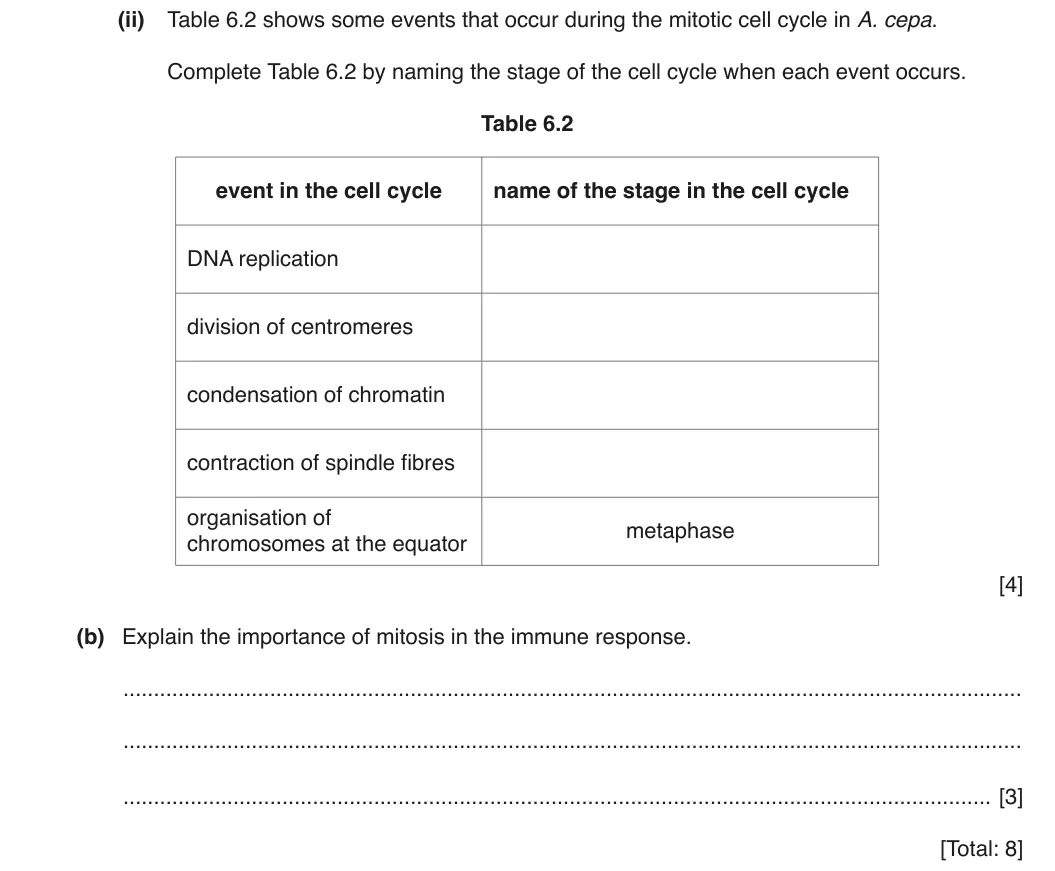 (ii) Table 6.2 shows some events that occur during the mitotic cell cycle in A. cepa.
Complete Table 6.2 by naming the stage of the cell cycle when each event occurs.
Table 6.2
event in the cell cycle name of the stage in the cell cycle
DNA replication
division of centromeres
condensation of chromatin
contraction of spindle fibres
organisation of
chromosomes at the equator metaphase
[4]
(b) Explain the importance of mitosis in the immune response.
..........................................................................................................................................................
..........................................................................................................................................................
..................................................................................................................................................... [3]
[Total: 8]